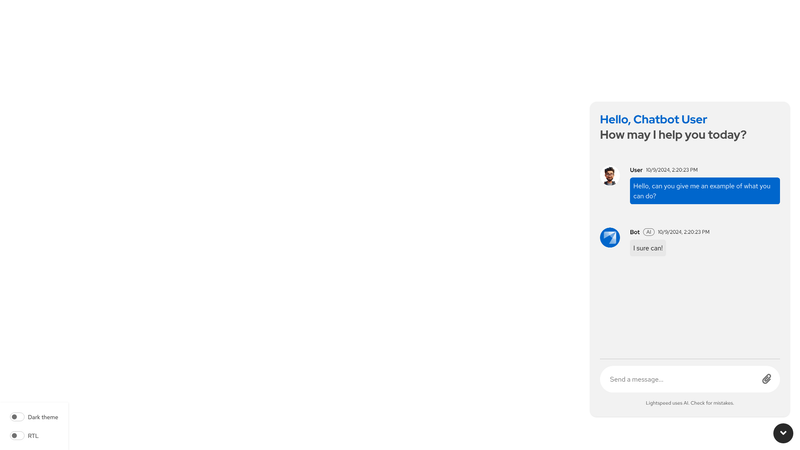 Hello, Chatbot User
How may I help you today?
User 10/9/2024, 2:20:23 PM
Hello, can you give me an example of what you
can do?
Bot AI 10/9/2024, 2:20:23 PM
I sure can!
Send a message...
Lightspeed uses AI. Check for mistakes.
Dark theme
RTL